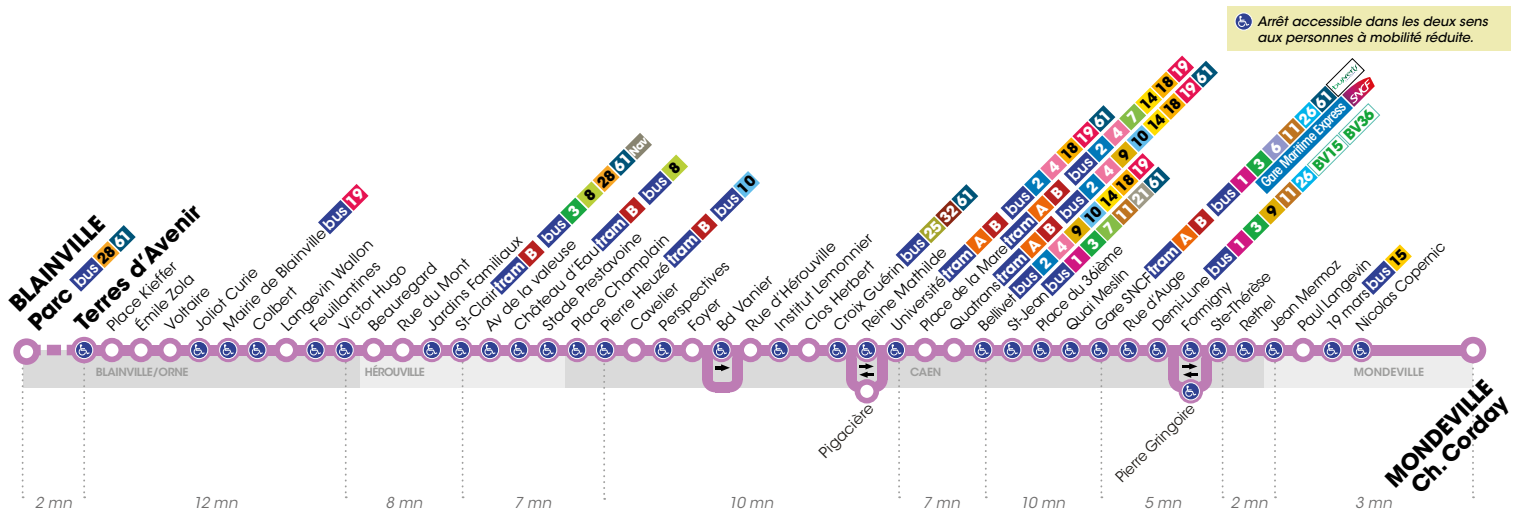 Arrêt accessible dans les deux sens
aux personnes à mobilité réduite.
BLAINVILLE
Parc bus 28 61
Terres d'Avenir
Place Kieffer
Émile Zola
Voltaire
Joliot Curie
Mairie de Blainville bus 19
Colbert
Langevin Wallon
Feuillantines
Victor Hugo
Beauregard
Rue du Mont
Jardins Familiaux
St-Clair tram B bus 3 8 28 61 Nav
Av de la valeuse
Château d'Eau tram B bus 8
Stade Prestavoine
Place Champlain
Pierre Heuzé tram B bus 10
Cavelier
Perspectives
Foyer
Bd Vanier
Rue d'Hérouville
Institut Lemonnier
Clos Herbert
Croix Guérin bus 25 32 61
Reine Mathilde
Université tram A B bus 2 4 18 19 61
Place de la Mare tram A B bus 2 4 7 14 18 19
Quatrans tram A B bus 2 4 9 10 14 18 19 61
Bellivet bus 2 4 9 10 14 18 19
St-Jean bus 1 3 7 11 21 61
Place du 36ième
Quai Meslin
Gare SNCF tram A B bus 1 3 6 11 26 61
Gare Maritime Express SNCF
Rue d'Auge
Demi-Lune bus 1 3 9 11 26 BV15 BV36
Formigny
Ste-Thérèse
Rethel
Jean Mermoz
Paul Langevin
19 mars bus 15
Nicolas Copernic
BLAINVILLE/ORNE
HÉROUVILLE
CAEN
MONDEVILLE
Pigacière
Pierre Gringoire
MONDEVILLE
Ch. Corday
2 mn
12 mn
8 mn
7 mn
10 mn
7 mn
10 mn
5 mn
2 mn
3 mn